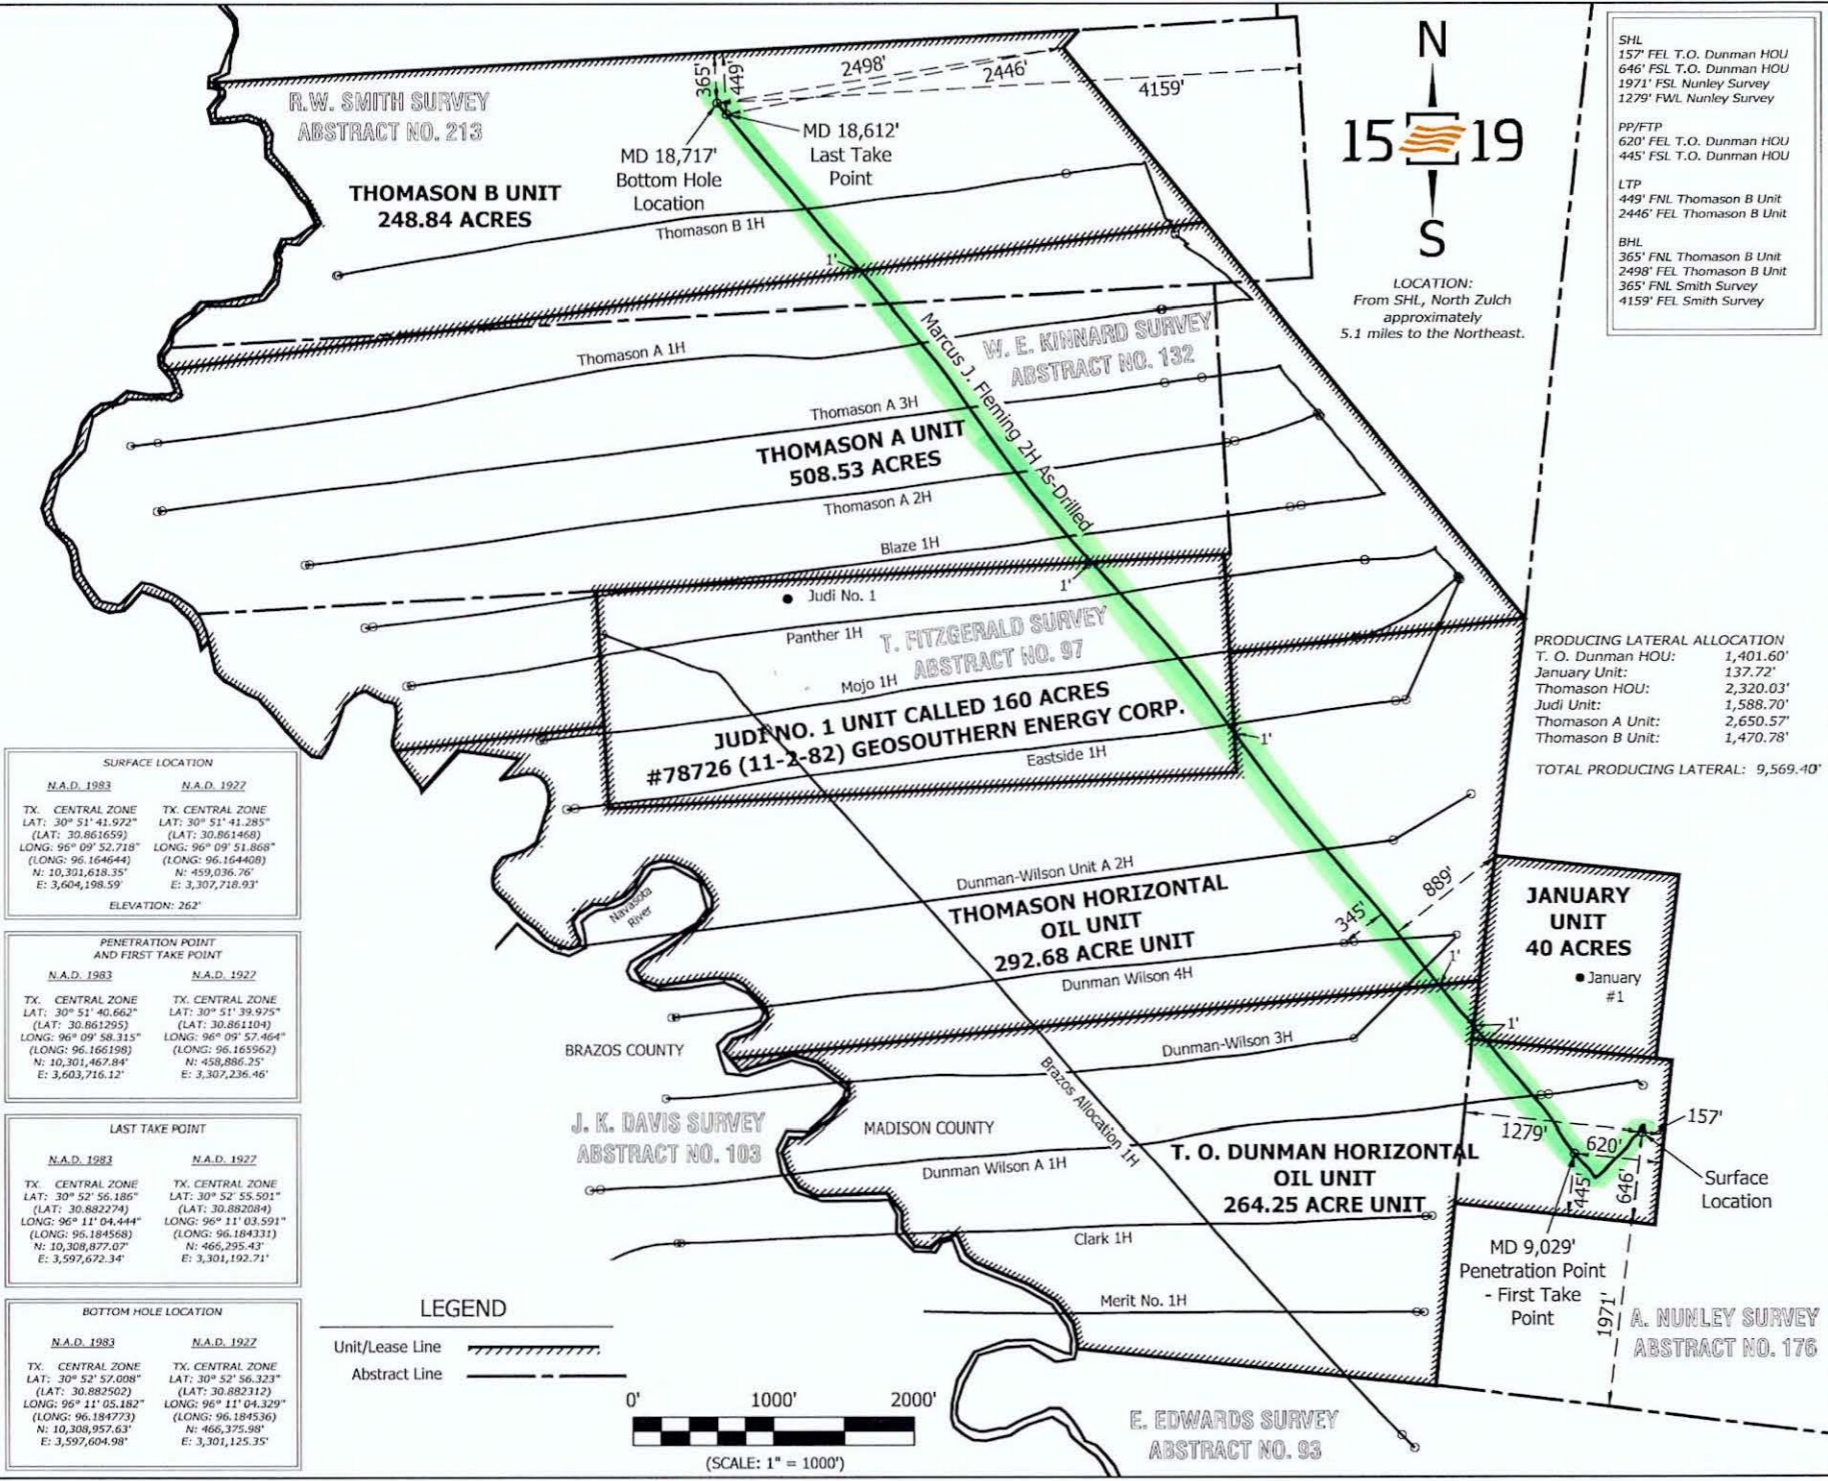 R.W. SMITH SURVEY
ABSTRACT NO. 213
THOMASON B UNIT
248.84 ACRES
365'
449'
2498'
2446'
4159'
MD 18,717'
Bottom Hole
Location
MD 18,612'
Last Take
Point
Thomason B 1H
1'
N
15 19
S
LOCATION:
From SHL, North Zulch
approximately
5.1 miles to the Northeast.
SHL
157' FEL T.O. Dunman HOU
646' FSL T.O. Dunman HOU
1971' FSL Nunley Survey
1279' FWL Nunley Survey
PP/FTP
620' FEL T.O. Dunman HOU
445' FSL T.O. Dunman HOU
LTP
449' FNL Thomason B Unit
2446' FEL Thomason B Unit
BHL
365' FNL Thomason B Unit
2498' FEL Thomason B Unit
365' FNL Smith Survey
4159' FEL Smith Survey
Thomason A 1H
Marcus J. Fleming 2H As-Drilled
W. E. KINNARD SURVEY
ABSTRACT NO. 132
Thomason A 3H
THOMASON A UNIT
508.53 ACRES
Thomason A 2H
Blaze 1H
1'
Judi No. 1
Panther 1H
T. FITZGERALD SURVEY
ABSTRACT NO. 97
Mojo 1H
JUDI NO. 1 UNIT CALLED 160 ACRES
#78726 (11-2-82) GEOSOUTHERN ENERGY CORP.
Eastside 1H
1'
PRODUCING LATERAL ALLOCATION
T. O. Dunman HOU: 1,401.60'
January Unit: 137.72'
Thomason HOU: 2,320.03'
Judi Unit: 1,588.70'
Thomason A Unit: 2,650.57'
Thomason B Unit: 1,470.78'
TOTAL PRODUCING LATERAL: 9,569.40'
SURFACE LOCATION
N.A.D. 1983 N.A.D. 1927
TX. CENTRAL ZONE TX. CENTRAL ZONE
LAT: 30° 51' 41.972" LAT: 30° 51' 41.285"
(LAT: 30.861659) (LAT: 30.861468)
LONG: 96° 09' 52.718" LONG: 96° 09' 51.868"
(LONG: 96.164644) (LONG: 96.164408)
N: 10,301,618.35' N: 459,036.76'
E: 3,604,198.59' E: 3,307,718.93'
ELEVATION: 262'
PENETRATION POINT
AND FIRST TAKE POINT
N.A.D. 1983 N.A.D. 1927
TX. CENTRAL ZONE TX. CENTRAL ZONE
LAT: 30° 51' 40.662" LAT: 30° 51' 39.975"
(LAT: 30.861295) (LAT: 30.861104)
LONG: 96° 09' 58.315" LONG: 96° 09' 57.464"
(LONG: 96.166198) (LONG: 96.165962)
N: 10,301,467.84' N: 458,886.25'
E: 3,603,716.12' E: 3,307,236.46'
LAST TAKE POINT
N.A.D. 1983 N.A.D. 1927
TX. CENTRAL ZONE TX. CENTRAL ZONE
LAT: 30° 52' 56.186" LAT: 30° 52' 55.501"
(LAT: 30.882274) (LAT: 30.882084)
LONG: 96° 11' 04.444" LONG: 96° 11' 03.591"
(LONG: 96.184568) (LONG: 96.184331)
N: 10,308,877.07' N: 466,295.43'
E: 3,597,672.34' E: 3,301,192.71'
BOTTOM HOLE LOCATION
N.A.D. 1983 N.A.D. 1927
TX. CENTRAL ZONE TX. CENTRAL ZONE
LAT: 30° 52' 57.008" LAT: 30° 52' 56.323"
(LAT: 30.882502) (LAT: 30.882312)
LONG: 96° 11' 05.182" LONG: 96° 11' 04.329"
(LONG: 96.184773) (LONG: 96.184536)
N: 10,308,957.63' N: 466,375.98'
E: 3,597,604.98' E: 3,301,125.35'
Navasota
River
Dunman-Wilson Unit A 2H
THOMASON HORIZONTAL
OIL UNIT
292.68 ACRE UNIT
Dunman Wilson 4H
345'
889'
1'
1'
JANUARY
UNIT
40 ACRES
January
#1
BRAZOS COUNTY
Dunman-Wilson 3H
Brazos Allocation 1H
J. K. DAVIS SURVEY
ABSTRACT NO. 103
MADISON COUNTY
Dunman Wilson A 1H
T. O. DUNMAN HORIZONTAL
OIL UNIT
264.25 ACRE UNIT
1279'
620'
157'
445'
646'
Surface
Location
Clark 1H
MD 9,029'
Penetration Point
- First Take
Point
1971'
A. NUNLEY SURVEY
ABSTRACT NO. 176
Merit No. 1H
LEGEND
Unit/Lease Line
Abstract Line
0' 1000' 2000'
(SCALE: 1" = 1000')
E. EDWARDS SURVEY
ABSTRACT NO. 93